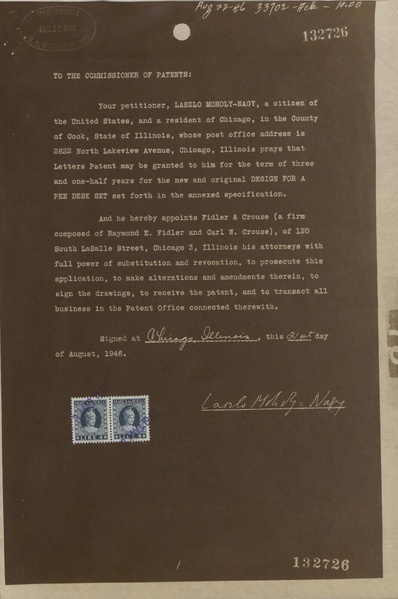 Aug 22-46 33702 - 10.00
132726
TO THE COMMISSIONER OF PATENTS:
Your petitioner, LASZLO MOHOLY-NAGY, a citizen of
the United States, and a resident of Chicago, in the County
of Cook, State of Illinois, whose post office address is
2622 North Lakeview Avenue, Chicago, Illinois prays that
Letters Patent may be granted to him for the term of three
and one-half years for the new and original DESIGN FOR A
PEN DESK SET set forth in the annexed specification.
And he hereby appoints Fidler & Crouse (a firm
composed of Raymond E. Fidler and Carl W. Crouse), of 120
South LaSalle Street, Chicago 3, Illinois his attorneys with
full power of substitution and revocation, to prosecute this
application, to make alterations and amendments therein, to
sign the drawings, to receive the patent, and to transact all
business in the Patent Office connected therewith.
Signed at Chicago, Illinois, this 21st day
of August, 1946.
Laszlo Moholy=Nagy
LIRE LIRE
132726